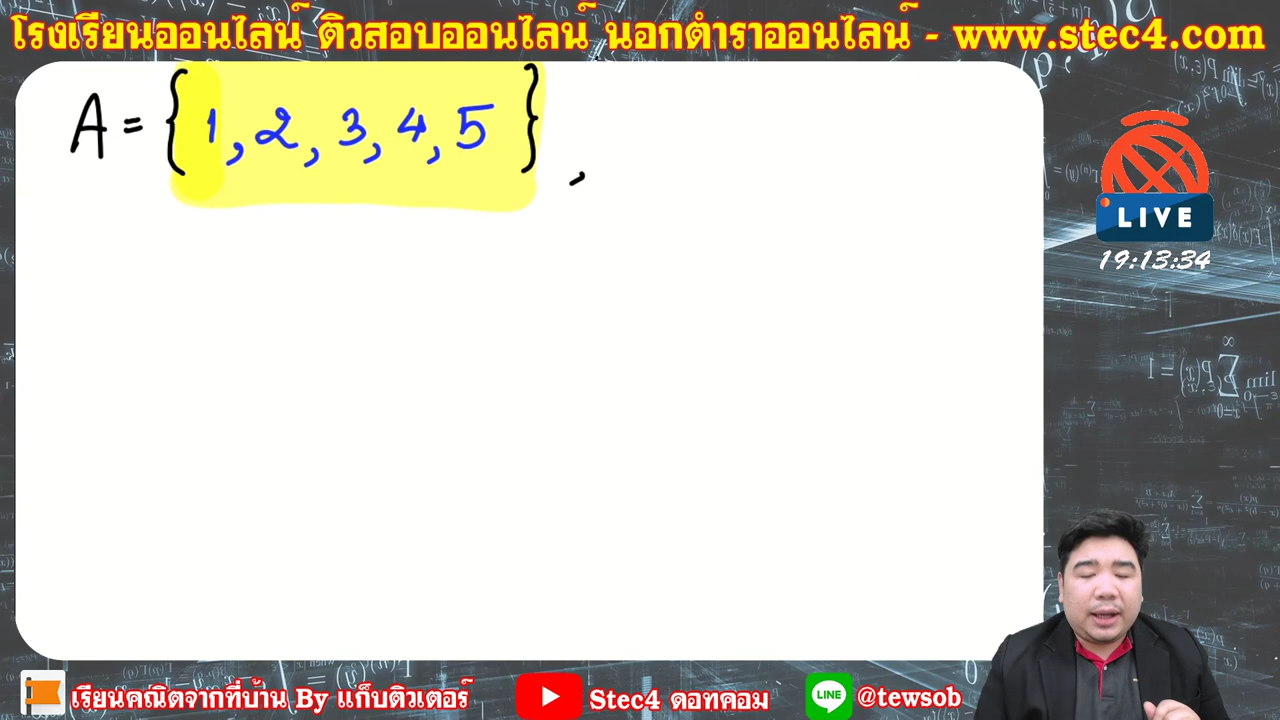 โรงเรียนออนไลน์ ติวสอบออนไลน์ นอกตำราออนไลน์ - www.stec4.com
A = { 1, 2, 3, 4, 5 } ,
LIVE
19:13:34
เรียนคณิตจากที่บ้าน By แก็บติวเตอร์
Stec4 ดอทคอม
LINE
@tewsob